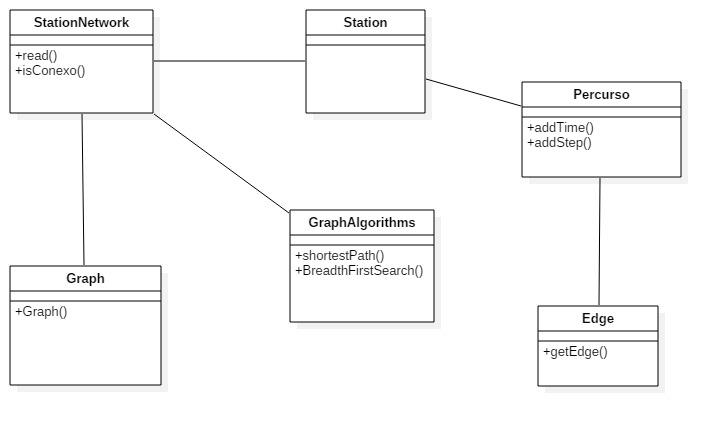 StationNetwork
+read()
+isConexo()
Station
Percurso
+addTime()
+addStep()
GraphAlgorithms
+shortestPath()
+BreadthFirstSearch()
Graph
+Graph()
Edge
+getEdge()